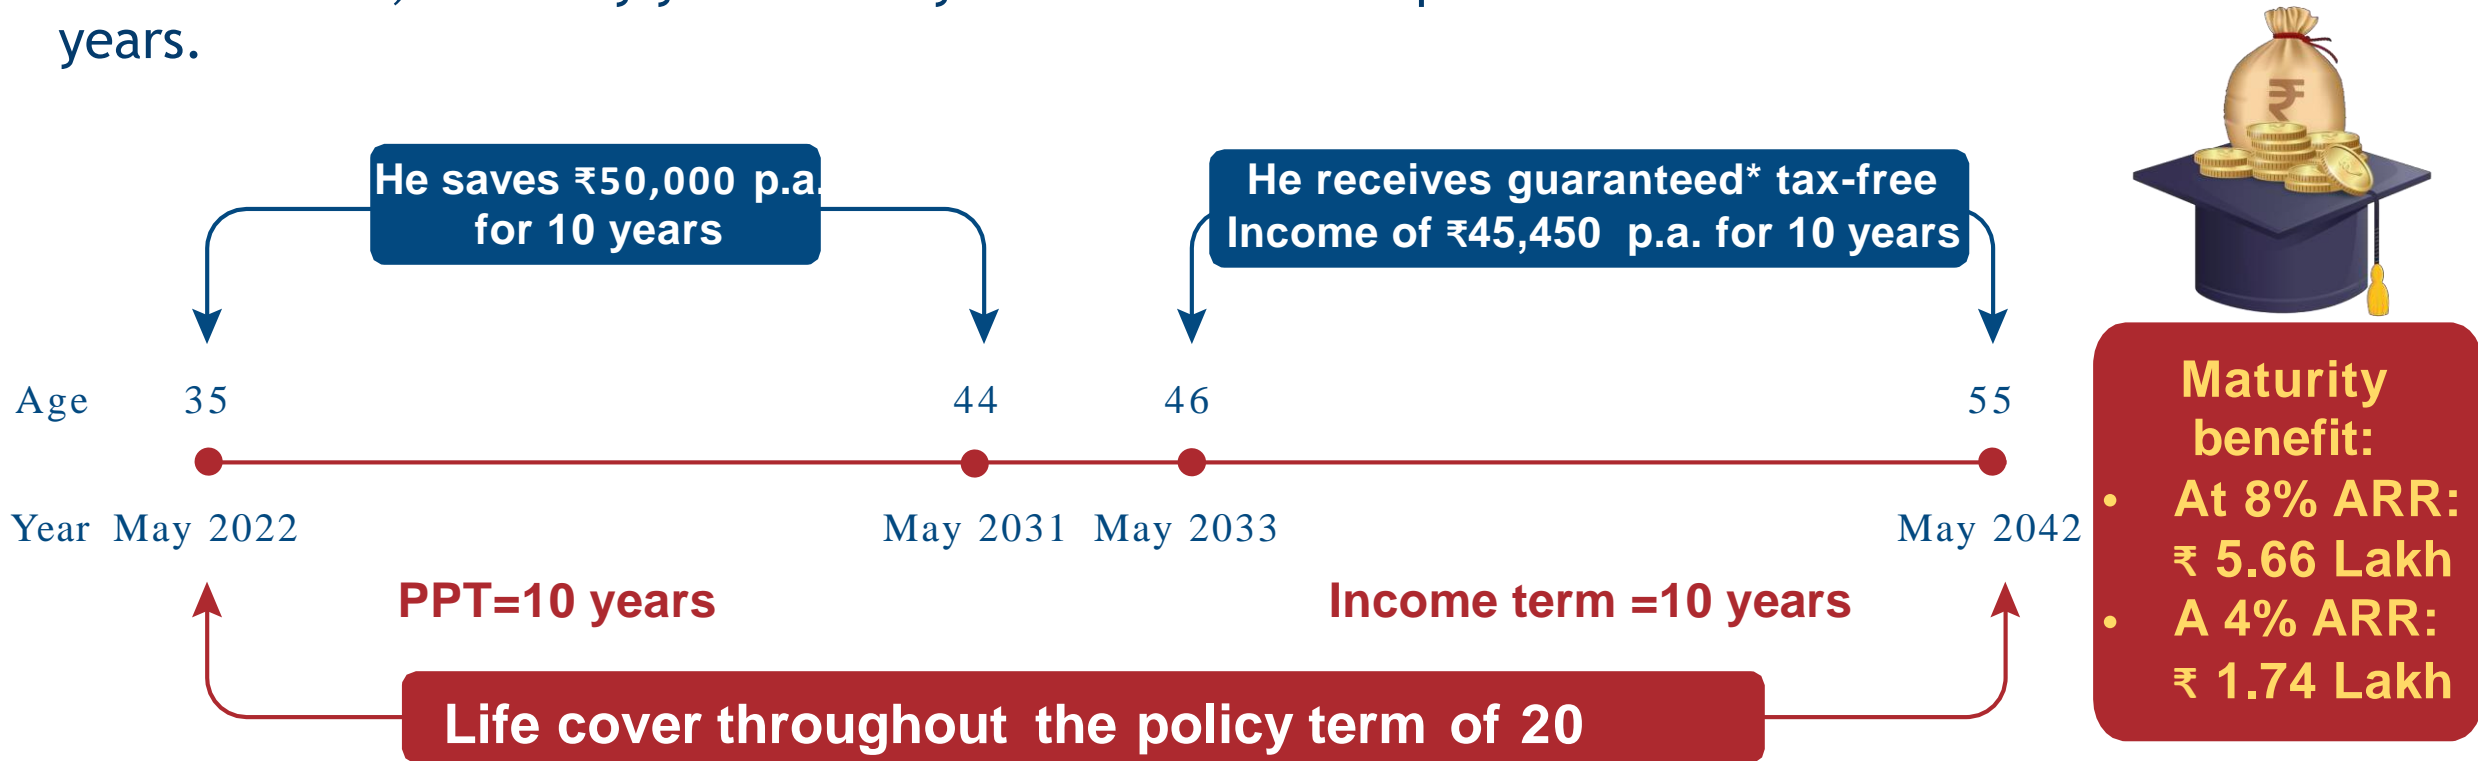 years.
He saves ₹50,000 p.a.
for 10 years
He receives guaranteed* tax-free
Income of ₹45,450 p.a. for 10 years
₹
Age 35 44 46 55
Year May 2022 May 2031 May 2033 May 2042
PPT=10 years
Income term =10 years
Life cover throughout the policy term of 20
Maturity
benefit:
• At 8% ARR:
₹ 5.66 Lakh
• A 4% ARR:
₹ 1.74 Lakh